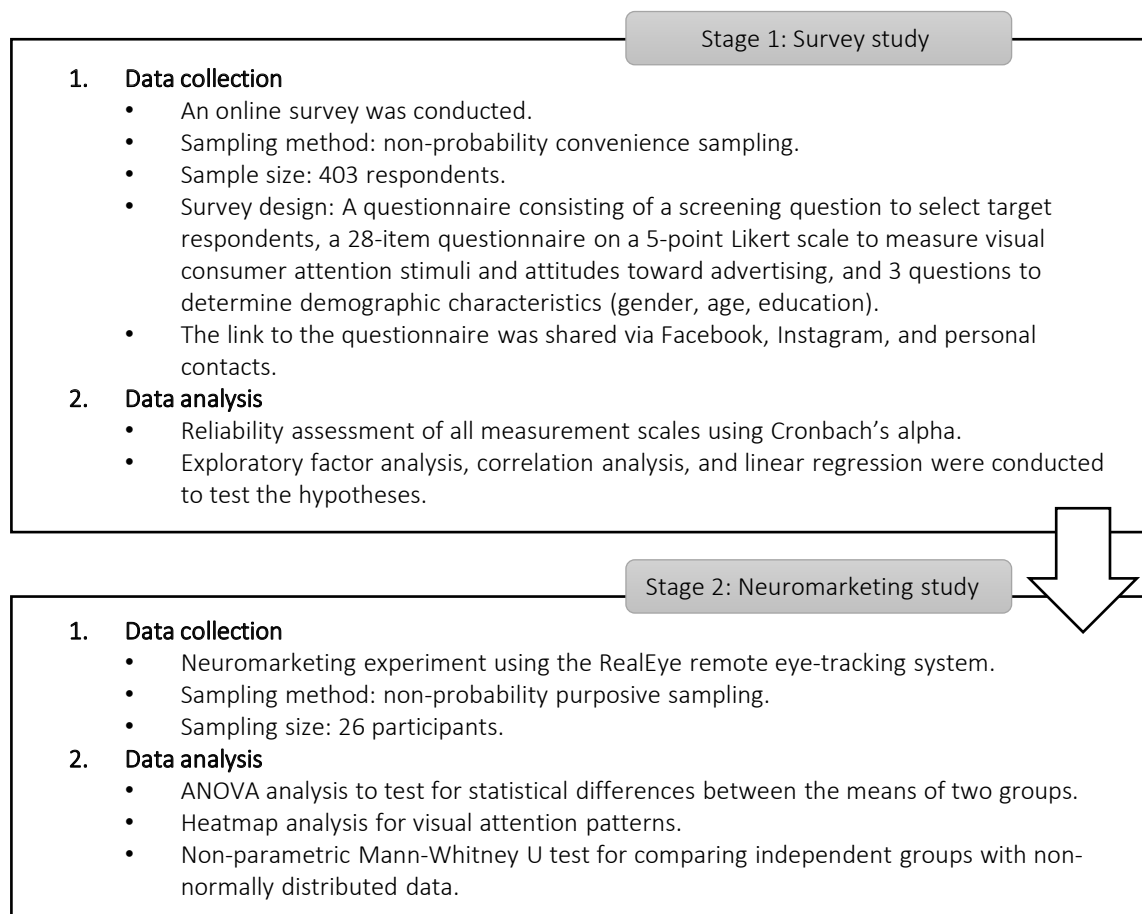 Stage 1: Survey study
1. Data collection
• An online survey was conducted.
• Sampling method: non-probability convenience sampling.
• Sample size: 403 respondents.
• Survey design: A questionnaire consisting of a screening question to select target
respondents, a 28-item questionnaire on a 5-point Likert scale to measure visual
consumer attention stimuli and attitudes toward advertising, and 3 questions to
determine demographic characteristics (gender, age, education).
• The link to the questionnaire was shared via Facebook, Instagram, and personal
contacts.
2. Data analysis
• Reliability assessment of all measurement scales using Cronbach’s alpha.
• Exploratory factor analysis, correlation analysis, and linear regression were conducted
to test the hypotheses.
Stage 2: Neuromarketing study
1. Data collection
• Neuromarketing experiment using the RealEye remote eye-tracking system.
• Sampling method: non-probability purposive sampling.
• Sampling size: 26 participants.
2. Data analysis
• ANOVA analysis to test for statistical differences between the means of two groups.
• Heatmap analysis for visual attention patterns.
• Non-parametric Mann-Whitney U test for comparing independent groups with non-
normally distributed data.